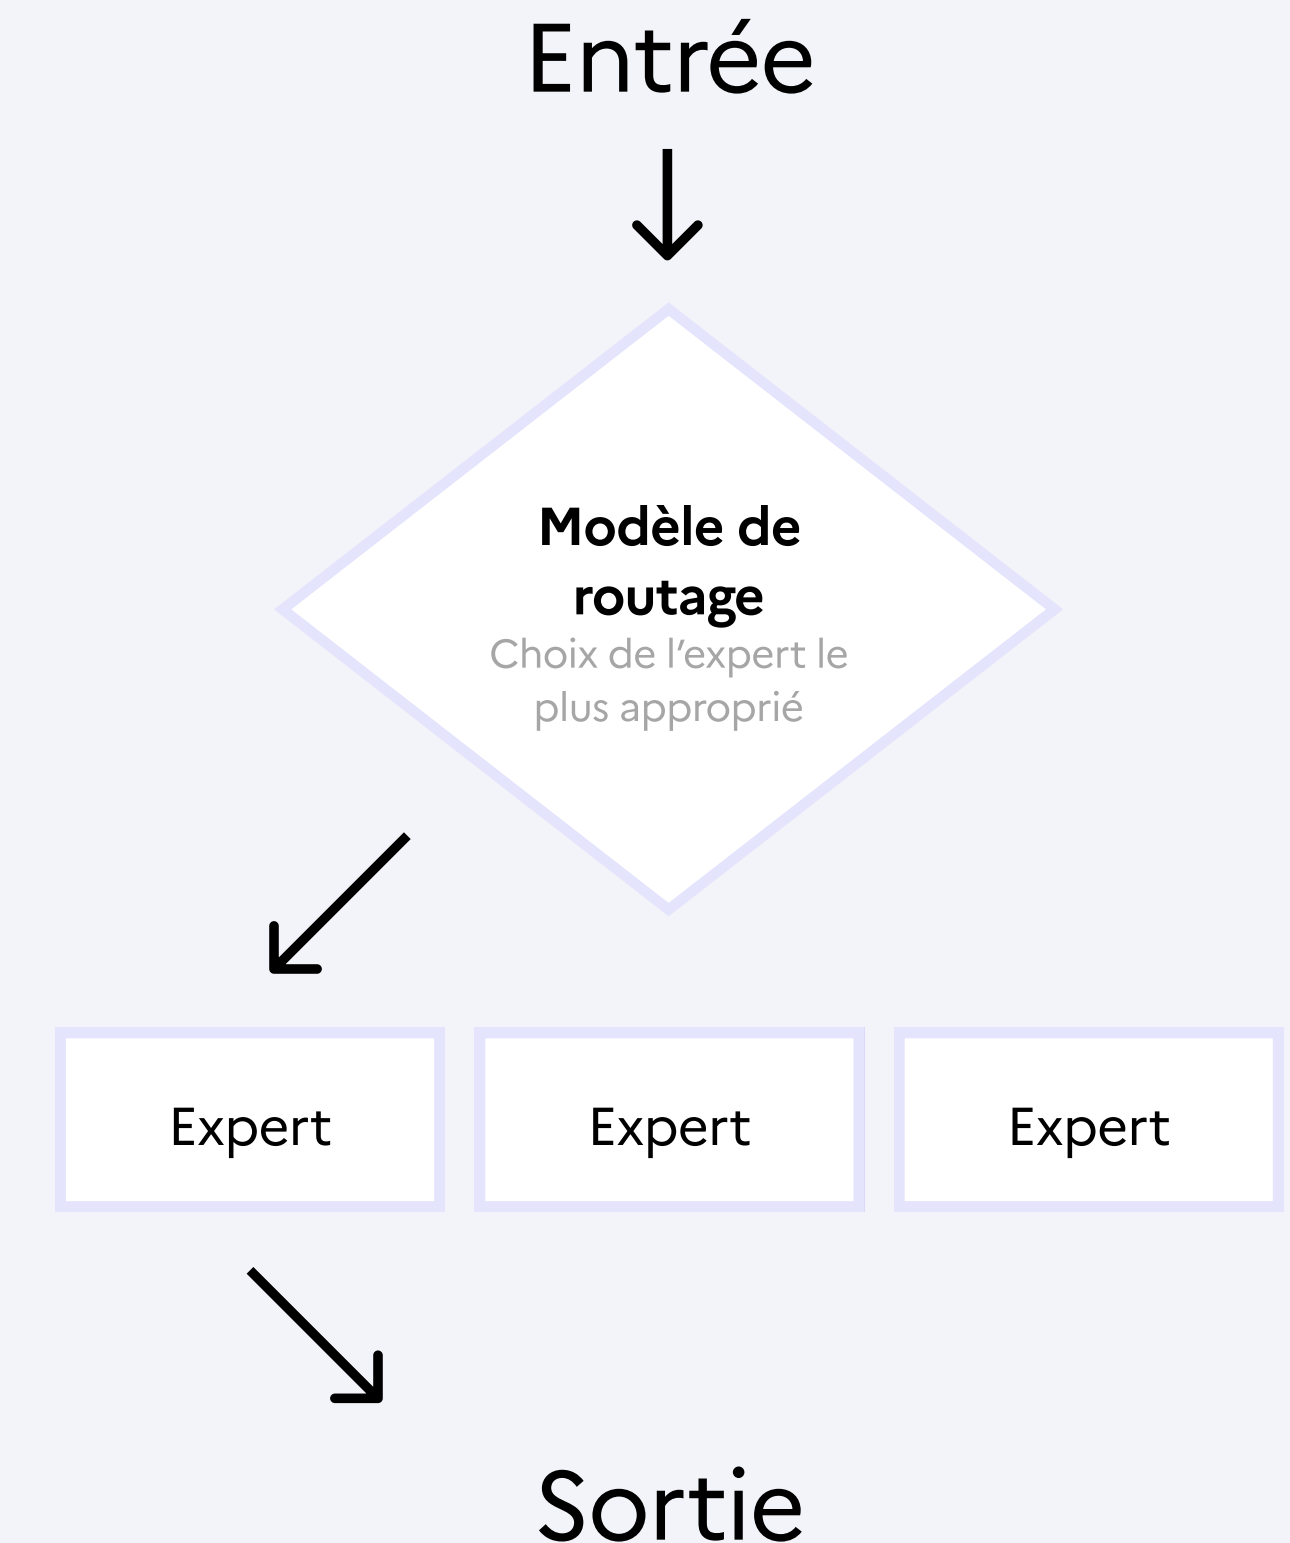 Entrée
Modèle de
routage
Choix de l’expert le
plus approprié
Expert
Expert
Expert
Sortie